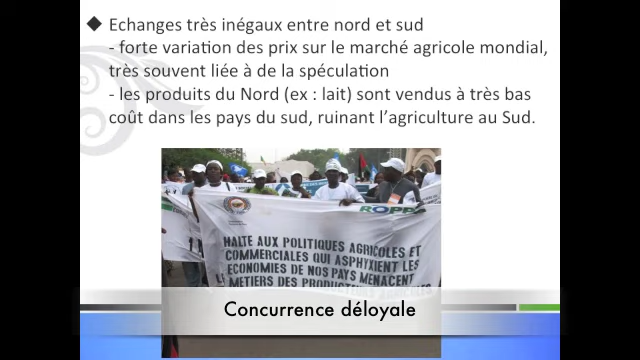 Echanges très inégaux entre nord et sud
- forte variation des prix sur le marché agricole mondial,
très souvent liée à de la spéculation
- les produits du Nord (ex : lait) sont vendus à très bas
coût dans les pays du sud, ruinant l’agriculture au Sud.
ROPPA
HALTE AUX POLITIQUES AGRICOLES ET
COMMERCIALES QUI ASPHYXIENT LES
ECONOMIES DE NOS PAYS MENACENT
METIERS DES PRODUCTEURS AGRICOLES
Concurrence déloyale